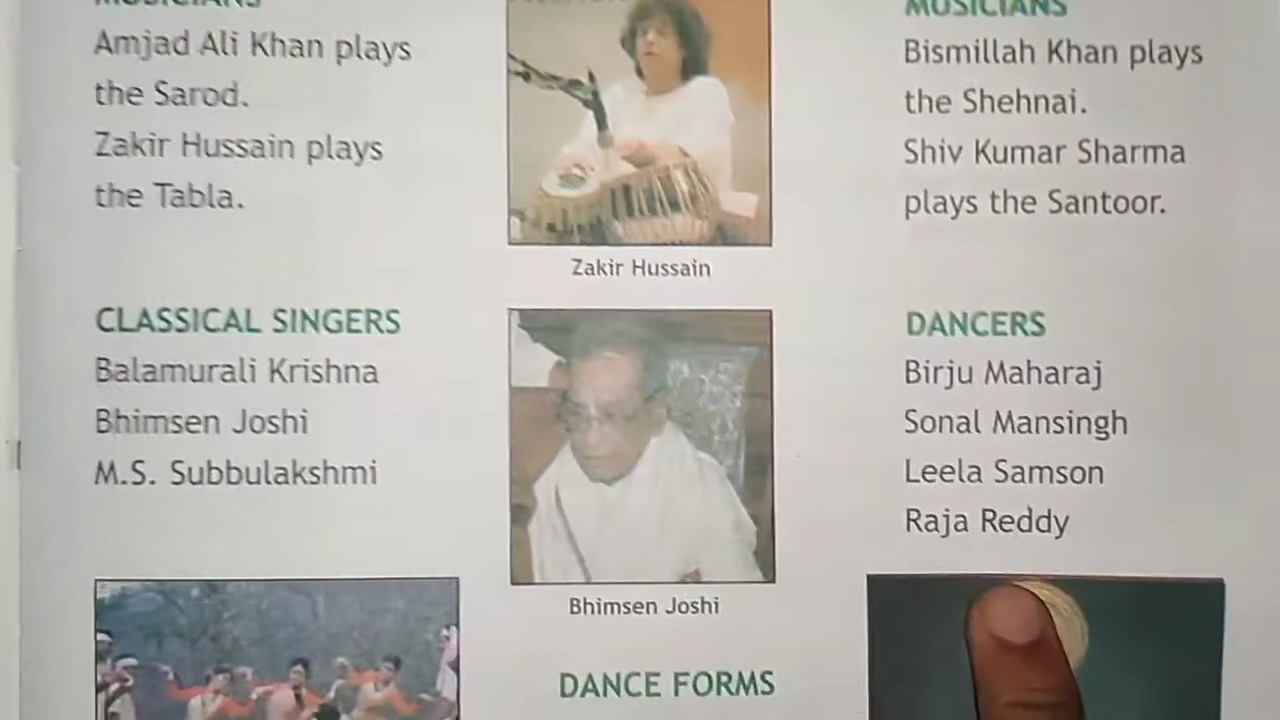 MUSICIANS
Amjad Ali Khan plays
the Sarod.
Zakir Hussain plays
the Tabla.
CLASSICAL SINGERS
Balamurali Krishna
Bhimsen Joshi
M.S. Subbulakshmi
Zakir Hussain
Bhimsen Joshi
DANCE FORMS
MUSICIANS
Bismillah Khan plays
the Shehnai.
Shiv Kumar Sharma
plays the Santoor.
DANCERS
Birju Maharaj
Sonal Mansingh
Leela Samson
Raja Reddy